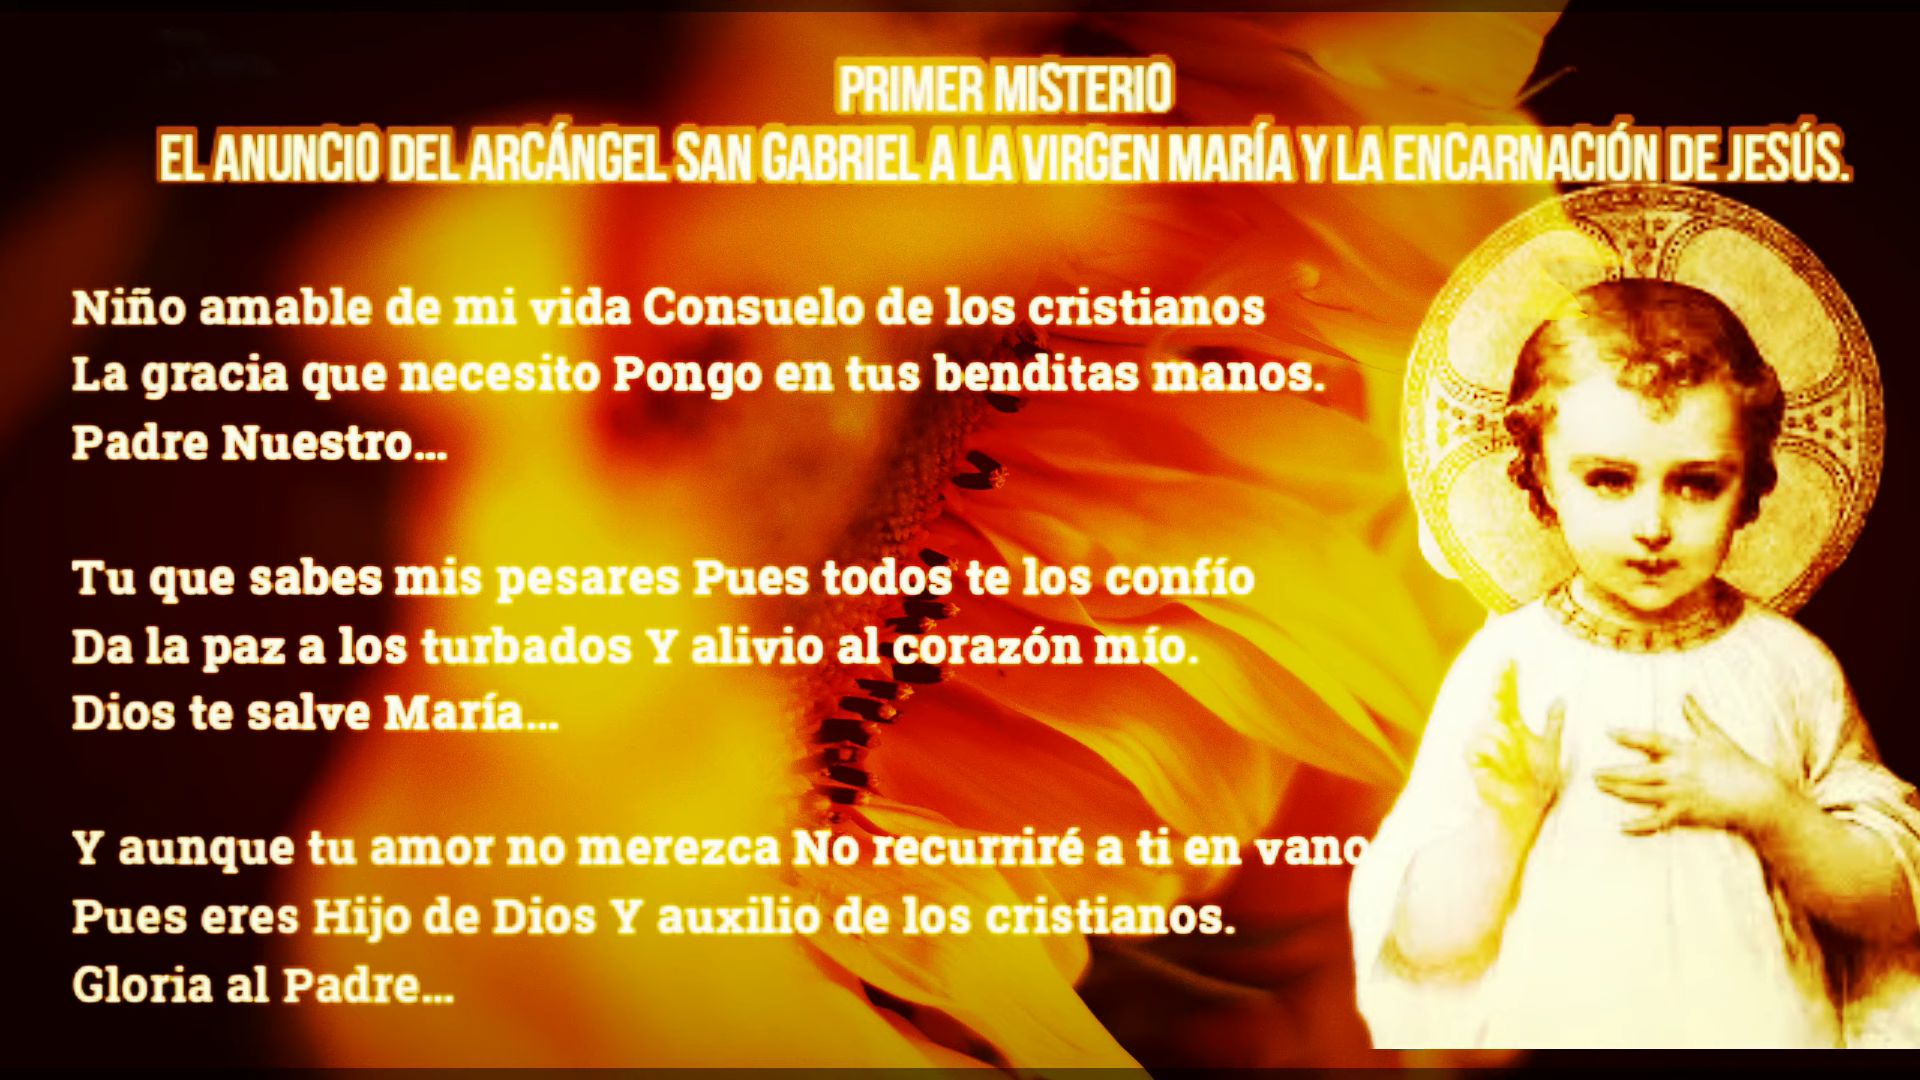 PRIMER MISTERIO
EL ANUNCIO DEL ARCÁNGEL SAN GABRIEL A LA VIRGEN MARÍA Y LA ENCARNACIÓN DE JESÚS.
Niño amable de mi vida Consuelo de los cristianos
La gracia que necesito Pongo en tus benditas manos.
Padre Nuestro...
Tu que sabes mis pesares Pues todos te los confío
Da la paz a los turbados Y alivio al corazón mío.
Dios te salve María...
Y aunque tu amor no merezca No recurriré a ti en vano
Pues eres Hijo de Dios Y auxilio de los cristianos.
Gloria al Padre...